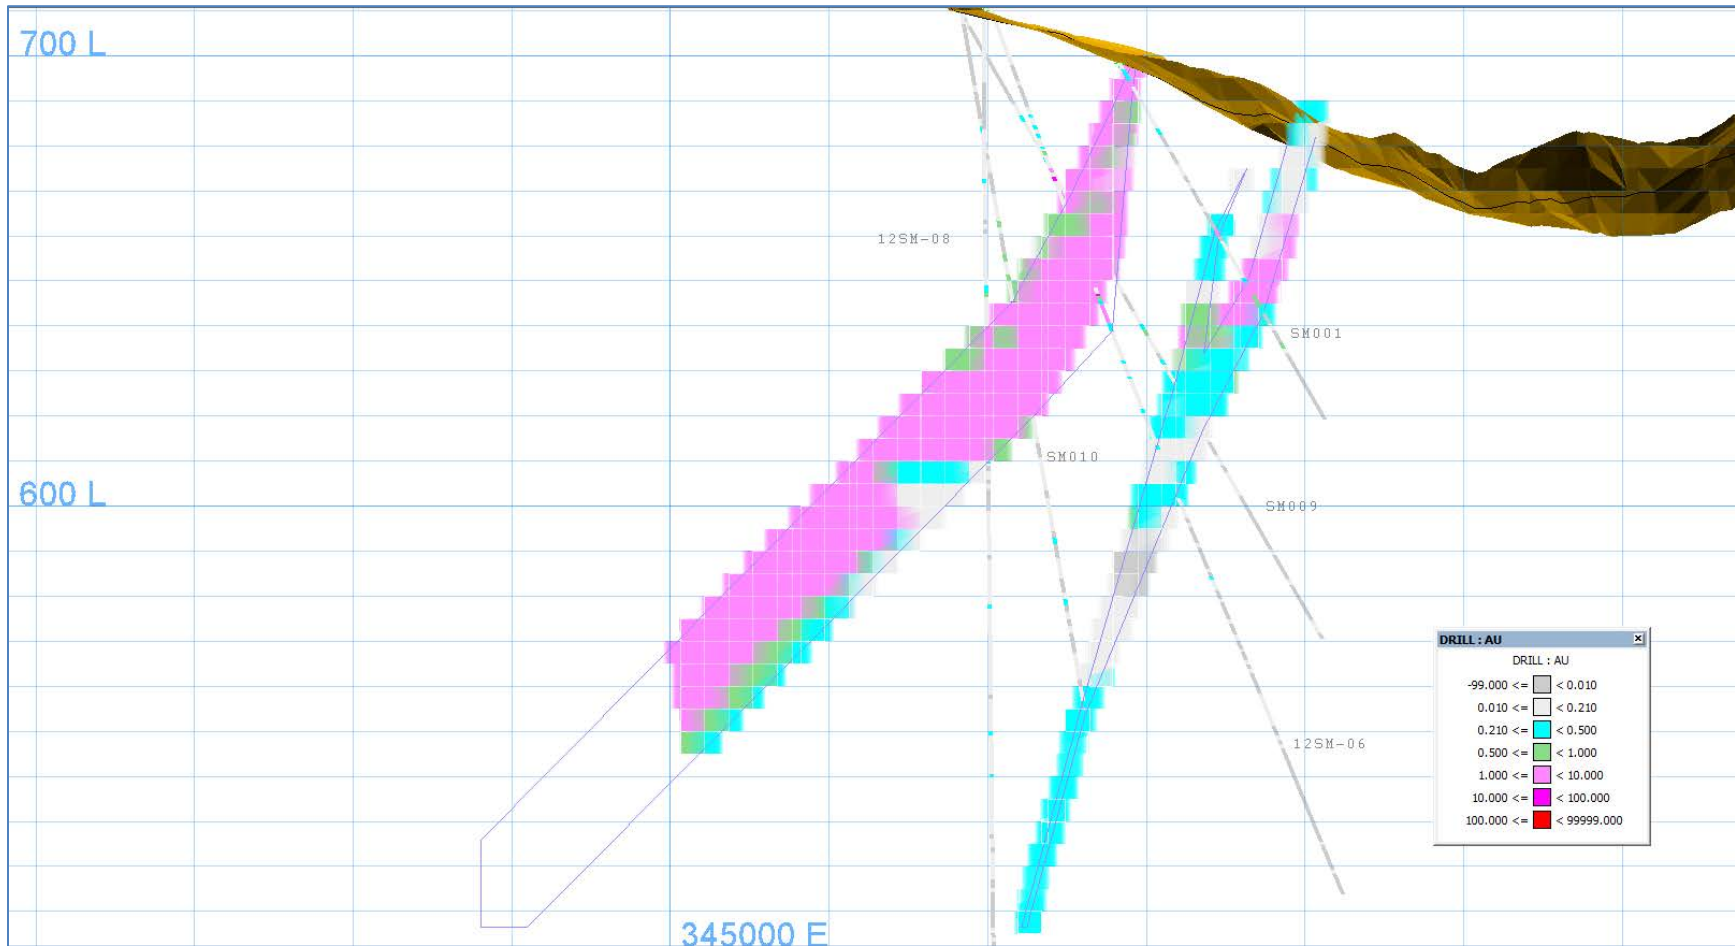 700 L
12SM-08
SM001
SM010
600 L
SM009
12SM-06
DRILL : AU
DRILL : AU
-99.000 <= < 0.010
0.010 <= < 0.210
0.210 <= < 0.500
0.500 <= < 1.000
1.000 <= < 10.000
10.000 <= < 100.000
100.000 <= < 99999.000
345000 E